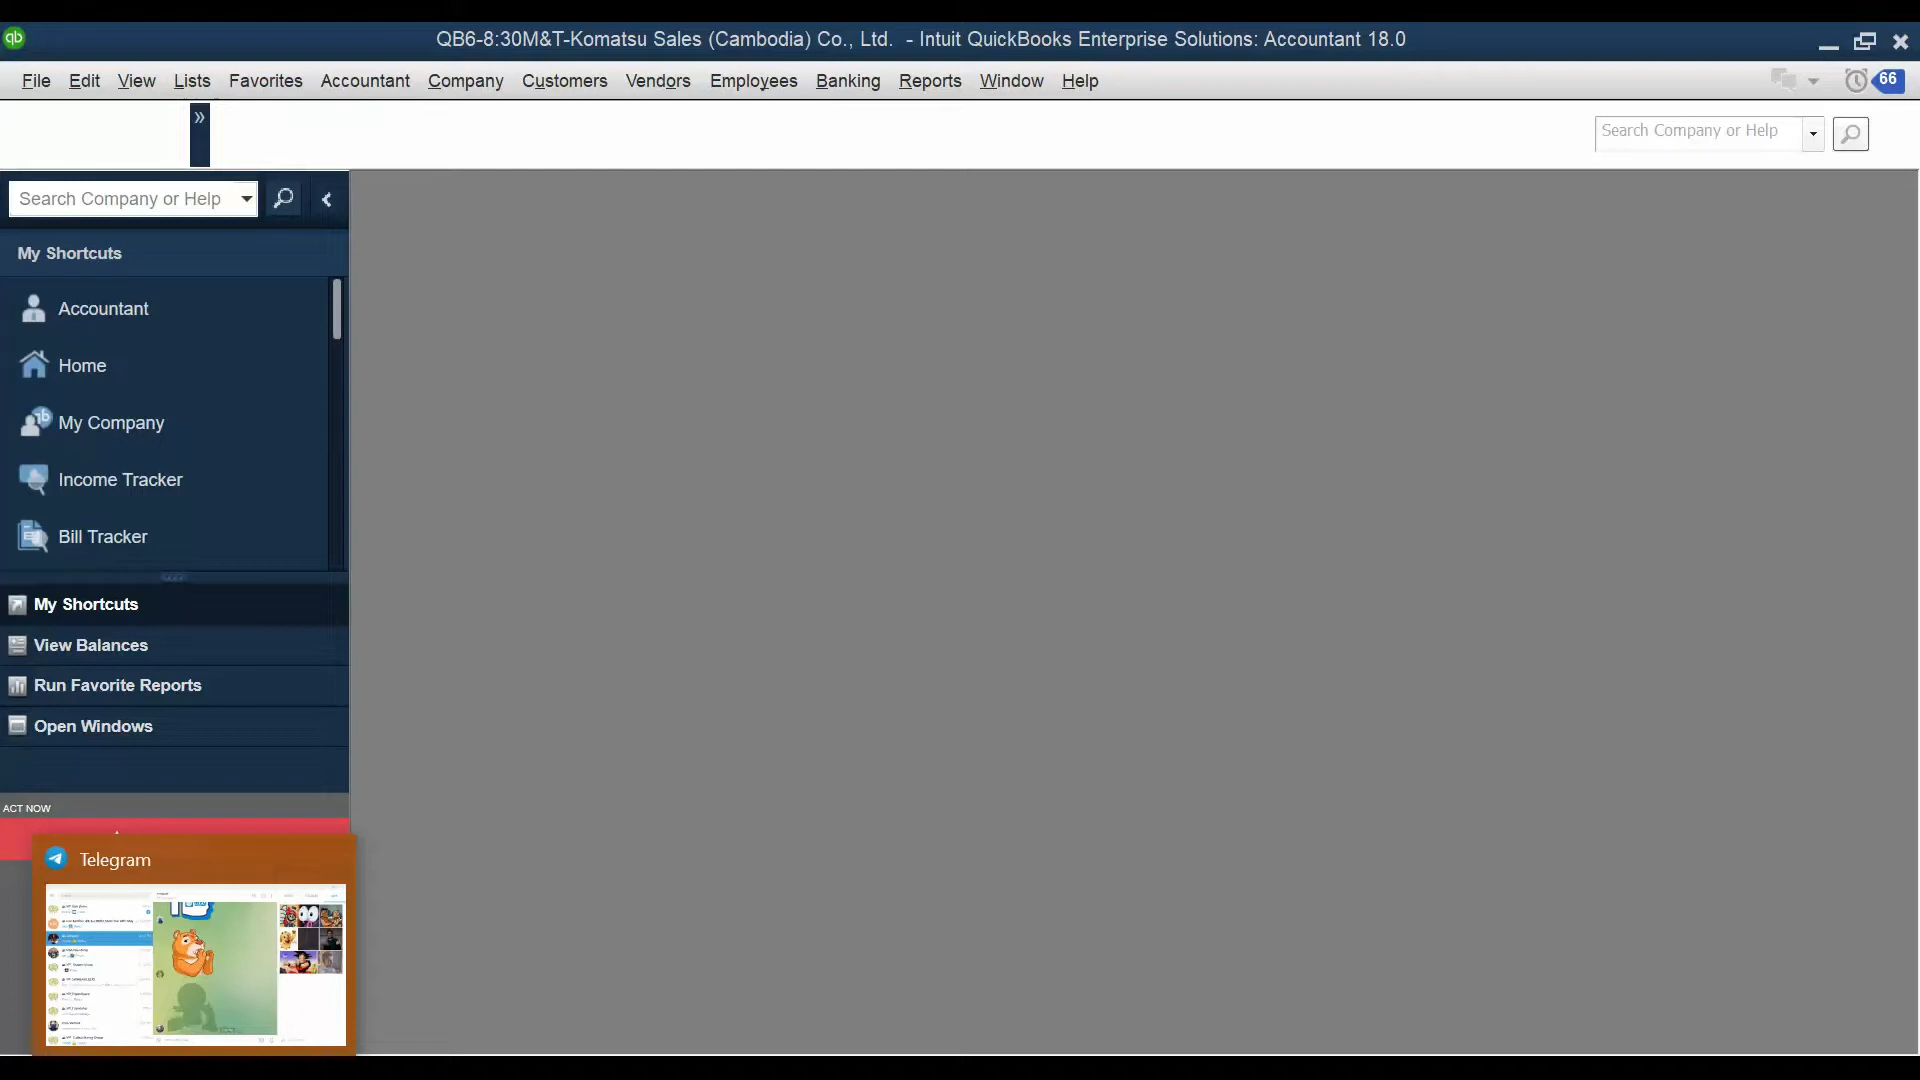 qb
QB6-8:30M&T-Komatsu Sales (Cambodia) Co., Ltd. - Intuit QuickBooks Enterprise Solutions: Accountant 18.0
File Edit View Lists Favorites Accountant Company Customers Vendors Employees Banking Reports Window Help
66
»
Search Company or Help
Search Company or Help
My Shortcuts
Accountant
Home
My Company
Income Tracker
Bill Tracker
My Shortcuts
View Balances
Run Favorite Reports
Open Windows
ACT NOW
Telegram